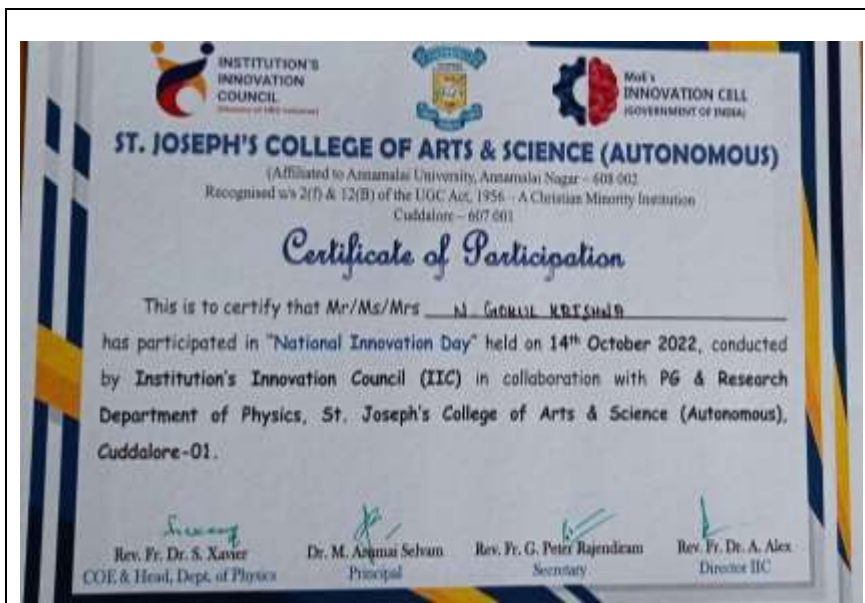 INSTITUTION'S
INNOVATION
COUNCIL
MoE's
INNOVATION CELL
(GOVERNMENT OF INDIA)
ST. JOSEPH'S COLLEGE OF ARTS & SCIENCE (AUTONOMOUS)
(Affiliated to Annamalai University, Annamalai Nagar – 608 002
Recognised u/s 2(f) & 12(B) of the UGC Act, 1956 – A Christian Minority Institution
Cuddalore – 607 001
Certificate of Participation
This is to certify that Mr/Ms/Mrs N GOKUL KRISHNA
has participated in "National Innovation Day" held on 14th October 2022, conducted
by Institution's Innovation Council (IIC) in collaboration with PG & Research
Department of Physics, St. Joseph's College of Arts & Science (Autonomous),
Cuddalore-01.
Rev. Fr. Dr. S. Xavier
COE & Head, Dept. of Physics
Dr. M. Arumai Selvam
Principal
Rev. Fr. G. Peter Rajendiram
Secretary
Rev. Fr. Dr. A. Alex
Director IIC